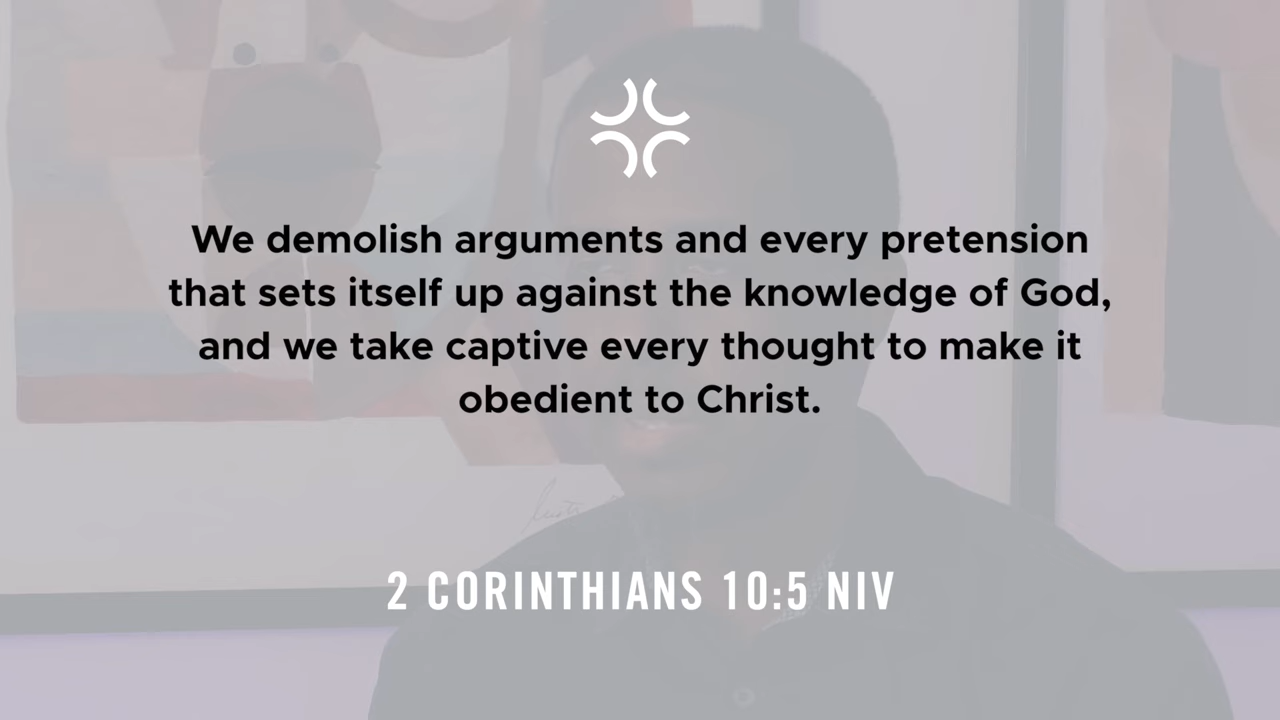 We demolish arguments and every pretension
that sets itself up against the knowledge of God,
and we take captive every thought to make it
obedient to Christ.
2 CORINTHIANS 10:5 NIV